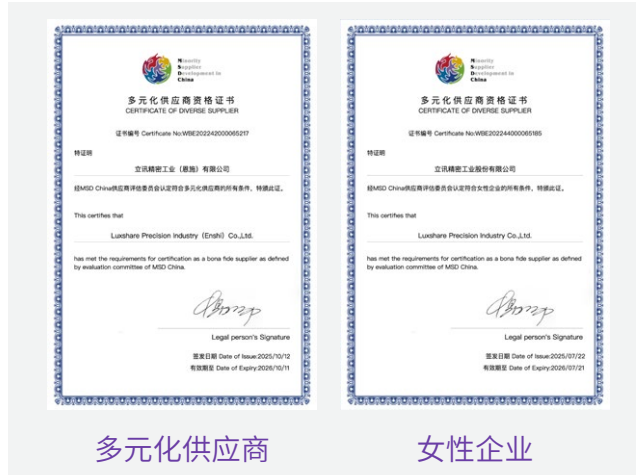 Minority
Supplier
Development in
China
多元化供应商资格证书
CERTIFICATE OF DIVERSE SUPPLIER
证书编号 Certificate No:WBE202242000065217
特证明
立讯精密工业（恩施）有限公司
经MSD China供应商评估委员会认定符合多元化供应商的所有条件，特颁此证。
This certifies that
Luxshare Precision Industry (Enshi) Co.,Ltd.
has met the requirements for certification as a bona fide supplier as defined
by evaluation committee of MSD China.
Legal person's Signature
签发日期 Date of Issue:2025/10/12
有效期至 Date of Expiry:2026/10/11
多元化供应商
Minority
Supplier
Development in
China
多元化供应商资格证书
CERTIFICATE OF DIVERSE SUPPLIER
证书编号 Certificate No:WBE202244000065165
特证明
立讯精密工业股份有限公司
经MSD China供应商评估委员会认定符合女性企业的所有条件，特颁此证。
This certifies that
Luxshare Precision Industry Co.,Ltd.
has met the requirements for certification as a bona fide supplier as defined
by evaluation committee of MSD China.
Legal person's Signature
签发日期 Date of Issue:2025/07/22
有效期至 Date of Expiry:2026/07/21
女性企业